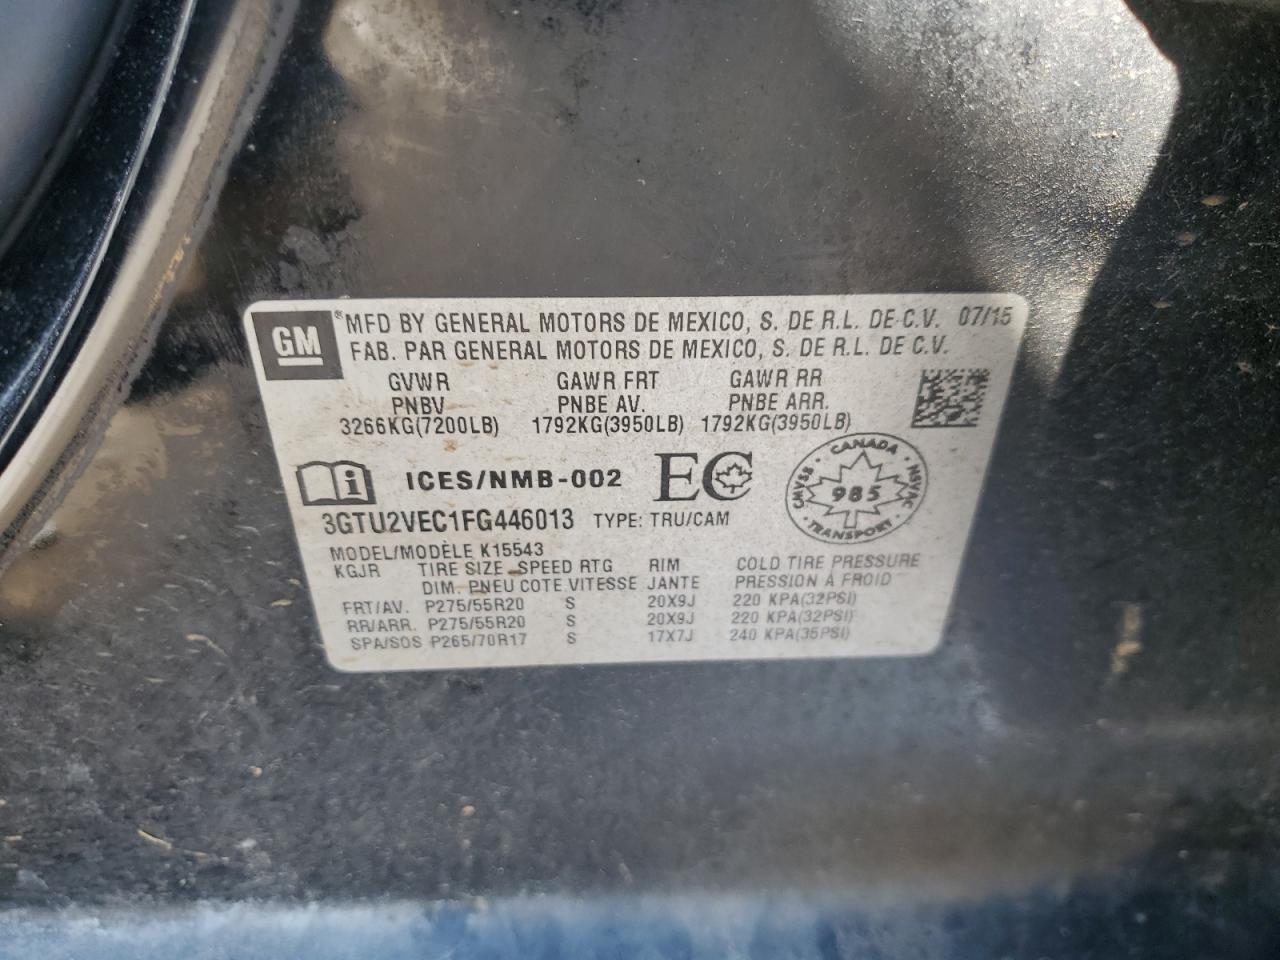 GM ® MFD BY GENERAL MOTORS DE MEXICO, S. DE R.L. DE C.V. 07/15
FAB. PAR GENERAL MOTORS DE MEXICO, S. DE R.L. DE C.V.
GVWR GAWR FRT GAWR RR
PNBV PNBE AV. PNBE ARR.
3266KG(7200LB) 1792KG(3950LB) 1792KG(3950LB)
i ICES/NMB-002 EC
CANADA · NSVAC · TRANSPORT · CMVSS ·
985
3GTU2VEC1FG446013 TYPE: TRU/CAM
MODEL/MODÈLE K15543
KGJR TIRE SIZE SPEED RTG RIM COLD TIRE PRESSURE
DIM. PNEU COTE VITESSE JANTE PRESSION À FROID
FRT/AV. P275/55R20 S 20X9J 220 KPA(32PSI)
RR/ARR. P275/55R20 S 20X9J 220 KPA(32PSI)
SPA/SOS P265/70R17 S 17X7J 240 KPA(35PSI)